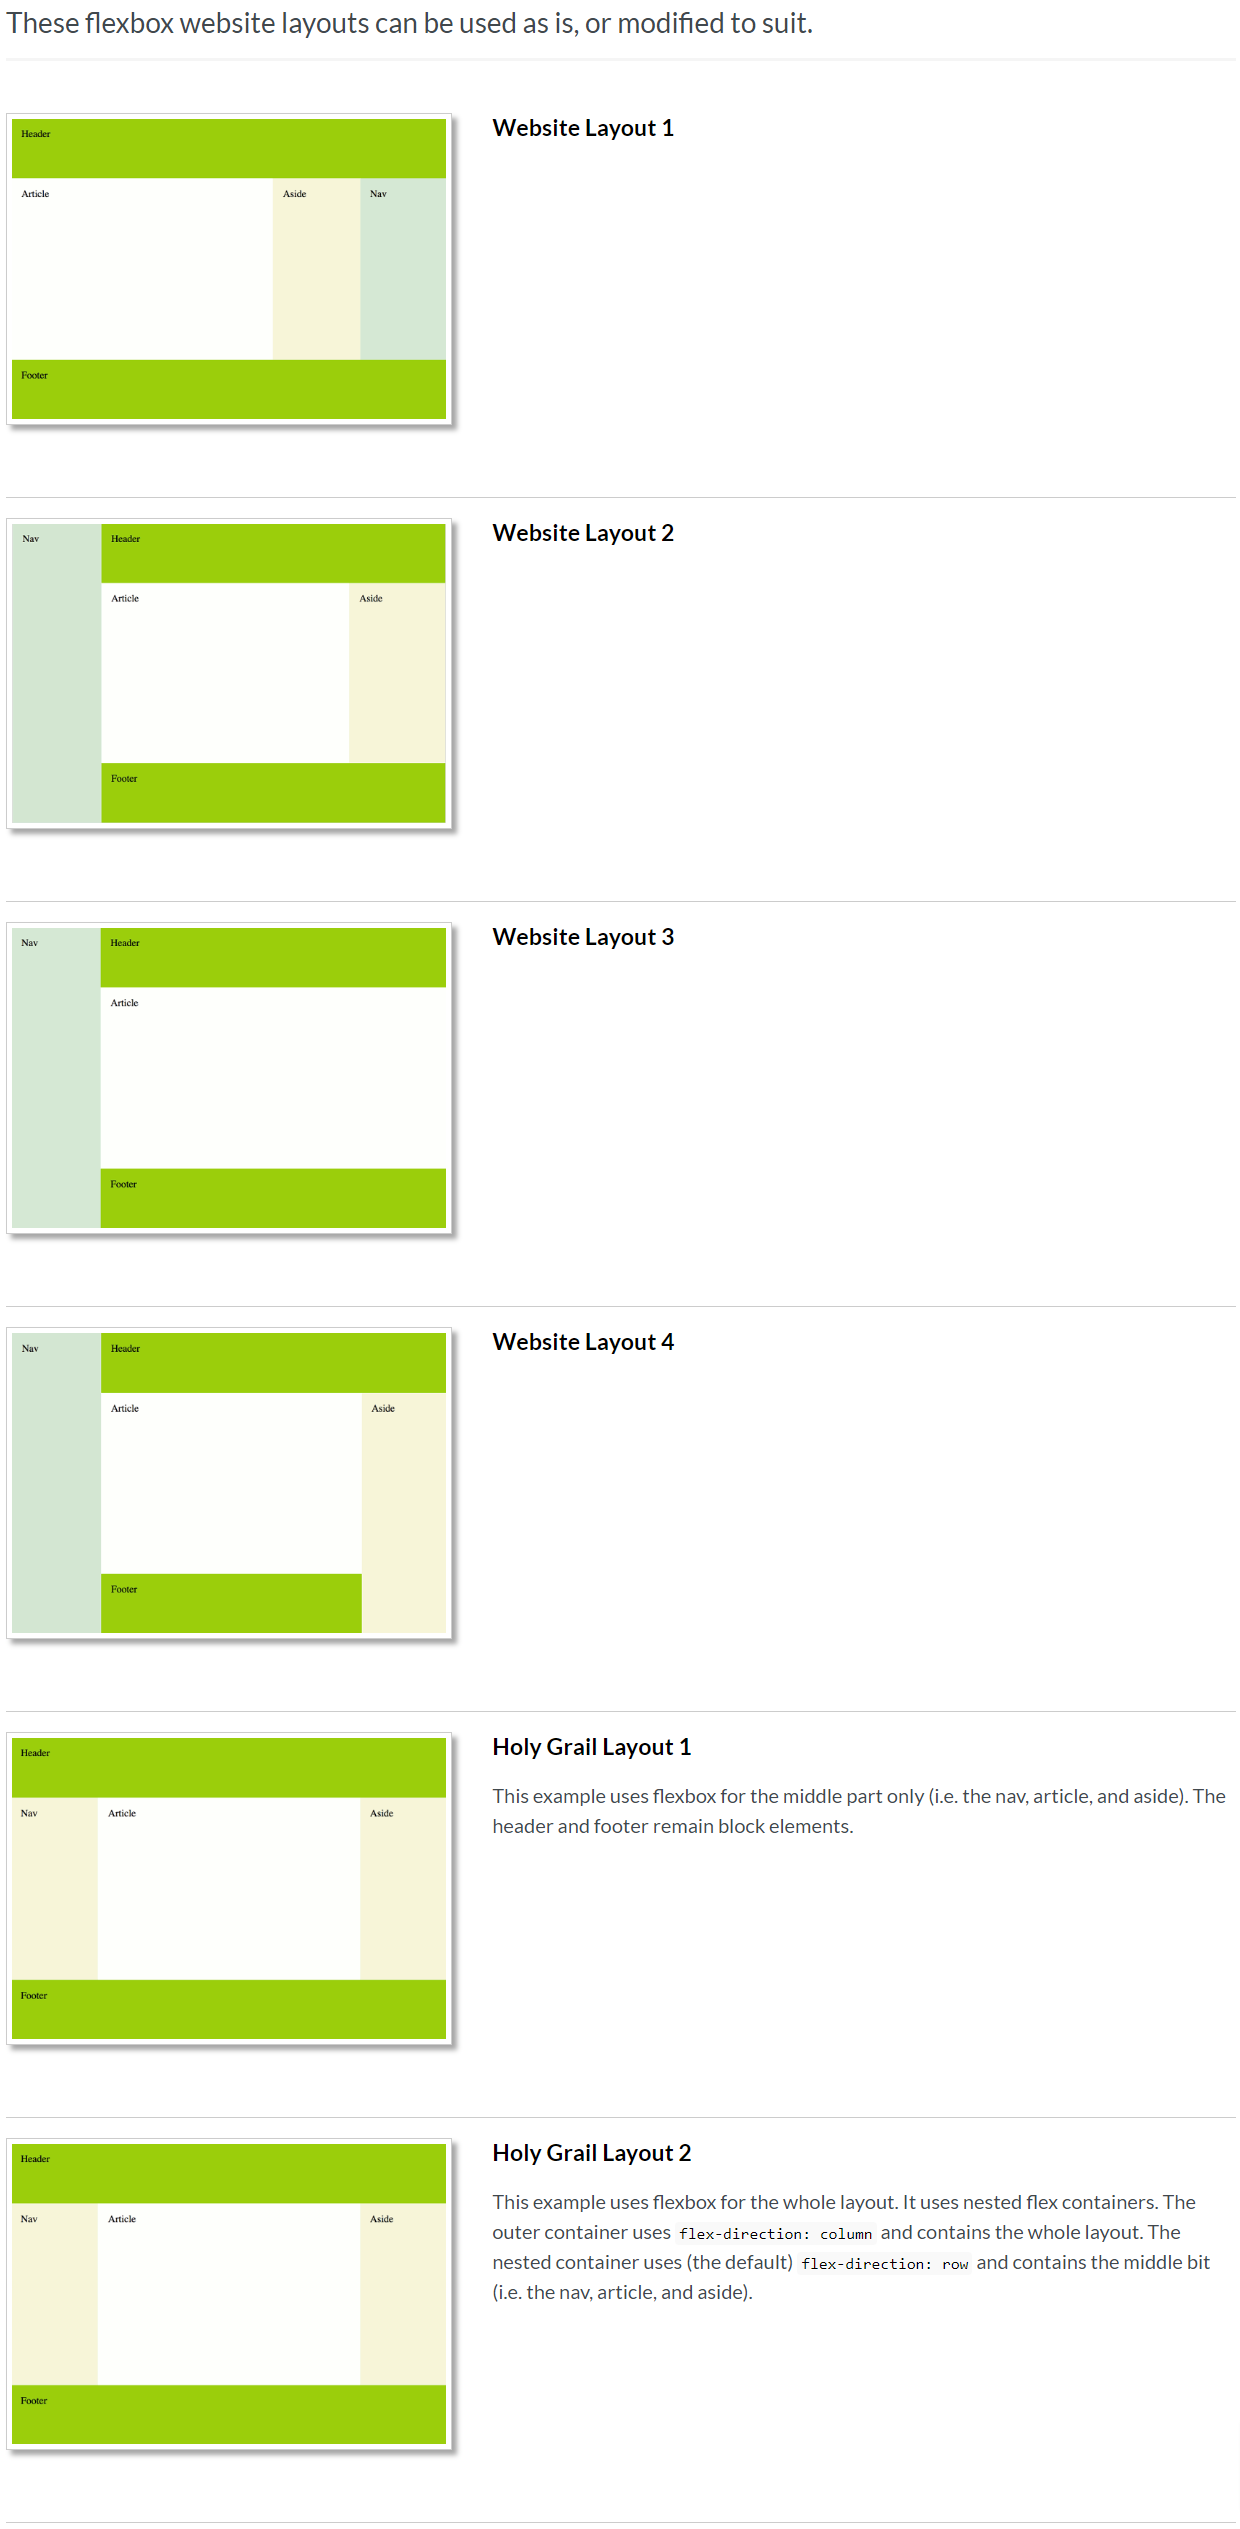 These flexbox website layouts can be used as is, or modified to suit.
Header
Article
Aside
Nav
Footer
Website Layout 1
Nav
Header
Article
Aside
Footer
Website Layout 2
Nav
Header
Article
Footer
Website Layout 3
Nav
Header
Article
Aside
Footer
Website Layout 4
Header
Nav
Article
Aside
Footer
Holy Grail Layout 1
This example uses flexbox for the middle part only (i.e. the nav, article, and aside). The
header and footer remain block elements.
Header
Nav
Article
Aside
Footer
Holy Grail Layout 2
This example uses flexbox for the whole layout. It uses nested flex containers. The
outer container uses flex-direction: column and contains the whole layout. The
nested container uses (the default) flex-direction: row and contains the middle bit
(i.e. the nav, article, and aside).